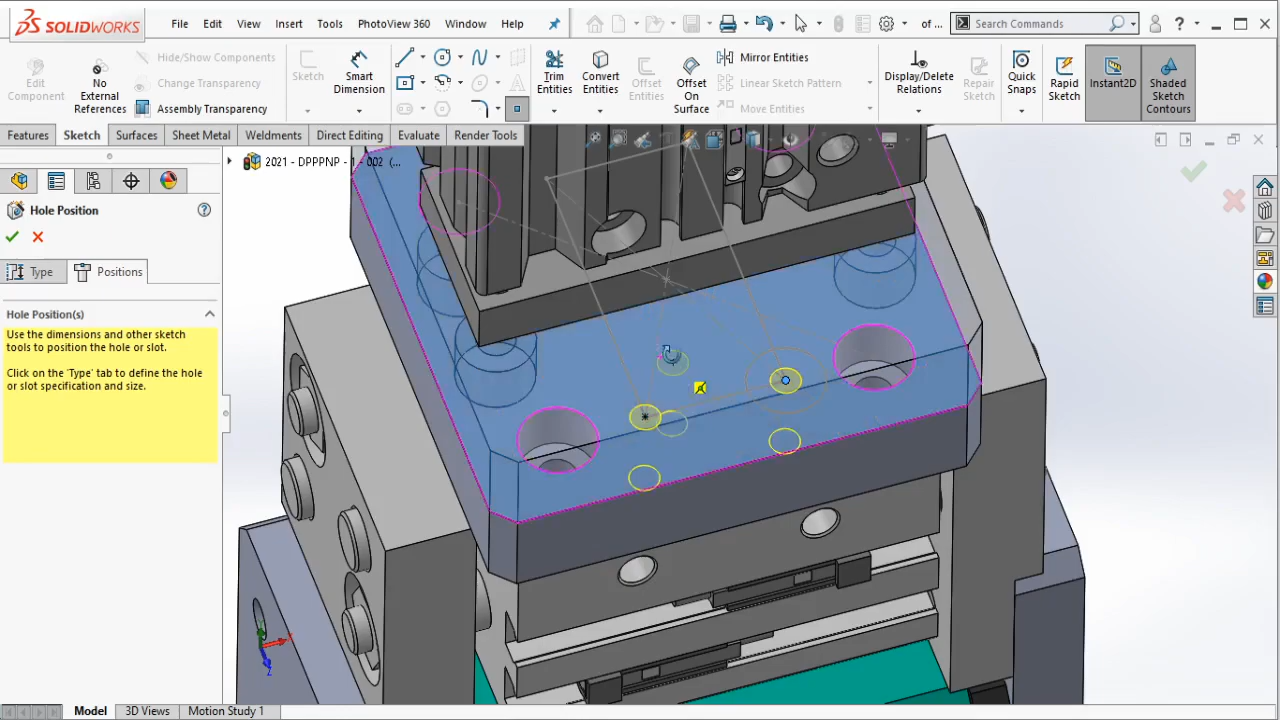 SOLIDWORKS
File Edit View Insert Tools PhotoView 360 Window Help
of ...
Search Commands
Edit Component
No External References
Hide/Show Components
Change Transparency
Assembly Transparency
Sketch
Smart Dimension
Trim Entities
Convert Entities
Offset Entities
Offset On Surface
Mirror Entities
Linear Sketch Pattern
Move Entities
Display/Delete Relations
Repair Sketch
Quick Snaps
Rapid Sketch
Instant2D
Shaded Sketch Contours
Features Sketch Surfaces Sheet Metal Weldments Direct Editing Evaluate Render Tools
2021 - DPPPNP - 1 - 002 (...
Hole Position
Type Positions
Hole Position(s)
Use the dimensions and other sketch
tools to position the hole or slot.
Click on the 'Type' tab to define the hole
or slot specification and size.
Model 3D Views Motion Study 1